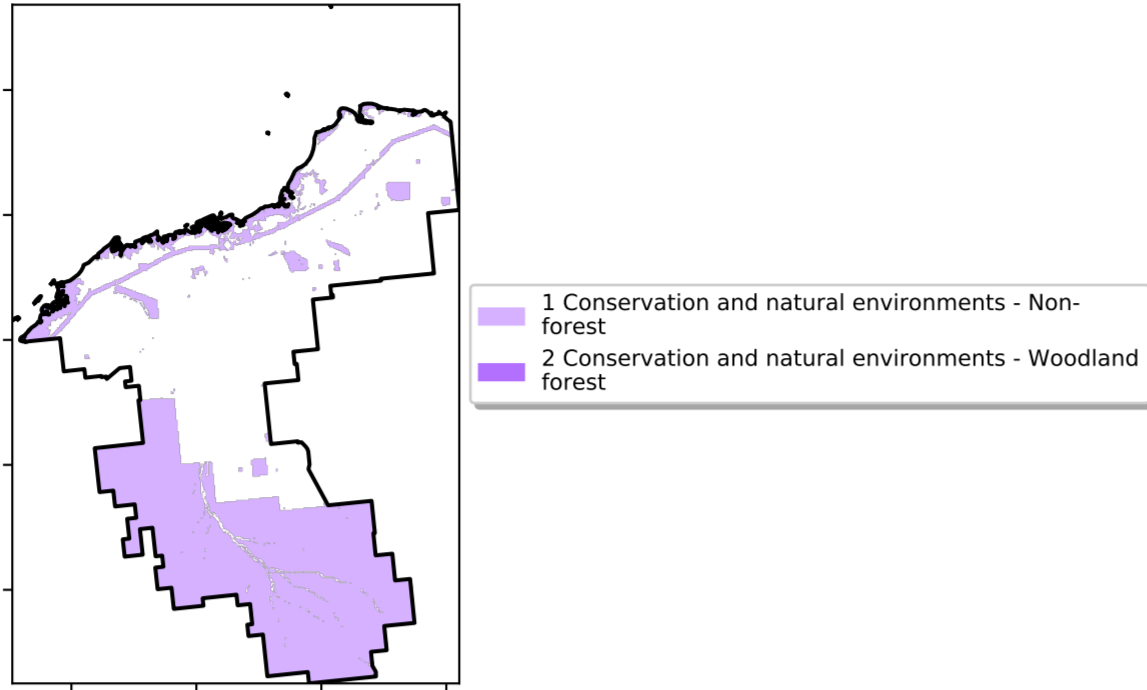 1 Conservation and natural environments - Non-
forest
2 Conservation and natural environments - Woodland
forest